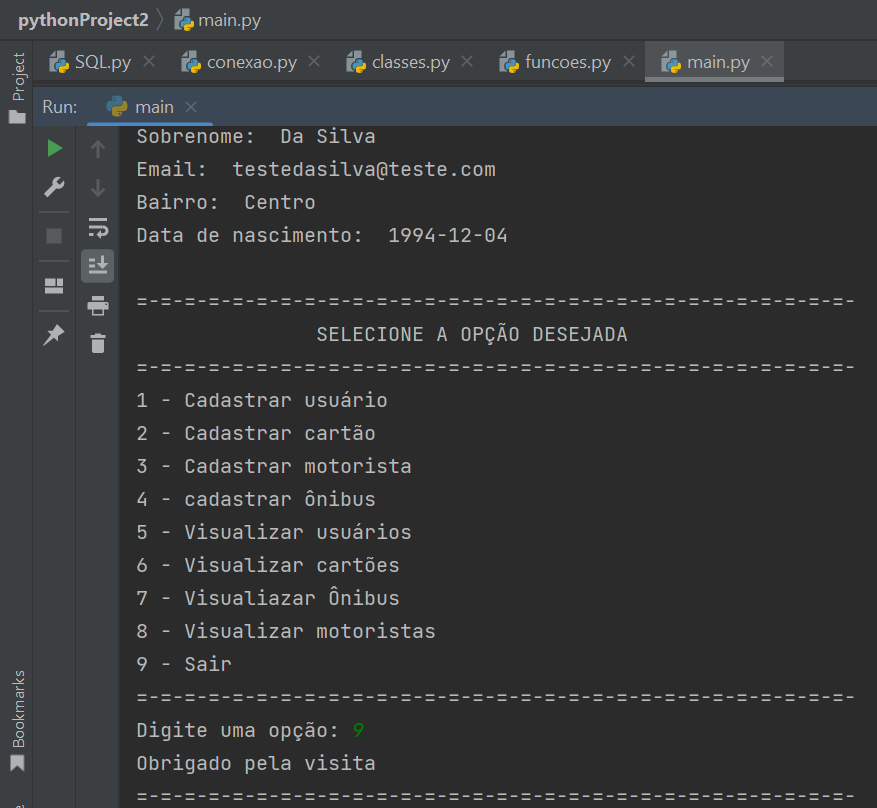 pythonProject2 main.py
SQL.py conexao.py classes.py funcoes.py main.py
Project
Run: main
Sobrenome:  Da Silva
Email:  testedasilva@teste.com
Bairro:  Centro
Data de nascimento:  1994-12-04
=-=-=-=-=-=-=-=-=-=-=-=-=-=-=-=-=-=-=-=-=-=-=-=-=-=-=-=-=-=-
SELECIONE A OPÇÃO DESEJADA
=-=-=-=-=-=-=-=-=-=-=-=-=-=-=-=-=-=-=-=-=-=-=-=-=-=-=-=-=-=-
1 - Cadastrar usuário
2 - Cadastrar cartão
3 - Cadastrar motorista
4 - cadastrar ônibus
5 - Visualizar usuários
6 - Visualizar cartões
7 - Visualiazar Ônibus
8 - Visualizar motoristas
9 - Sair
=-=-=-=-=-=-=-=-=-=-=-=-=-=-=-=-=-=-=-=-=-=-=-=-=-=-=-=-=-=-
Digite uma opção: 9
Obrigado pela visita
=-=-=-=-=-=-=-=-=-=-=-=-=-=-=-=-=-=-=-=-=-=-=-=-=-=-=-=-=-=-
Bookmarks